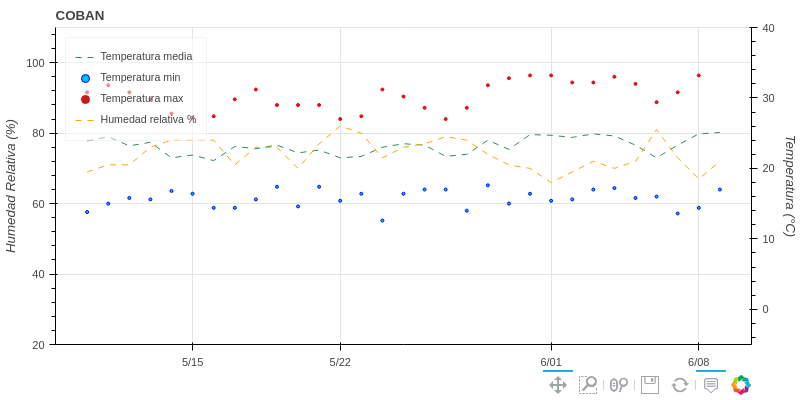 COBAN
Temperatura media
Temperatura min
Temperatura max
Humedad relativa %
Humedad Relativa (%)
100
80
60
40
20
Temperatura (°C)
40
30
20
10
0
5/15
5/22
6/01
6/08